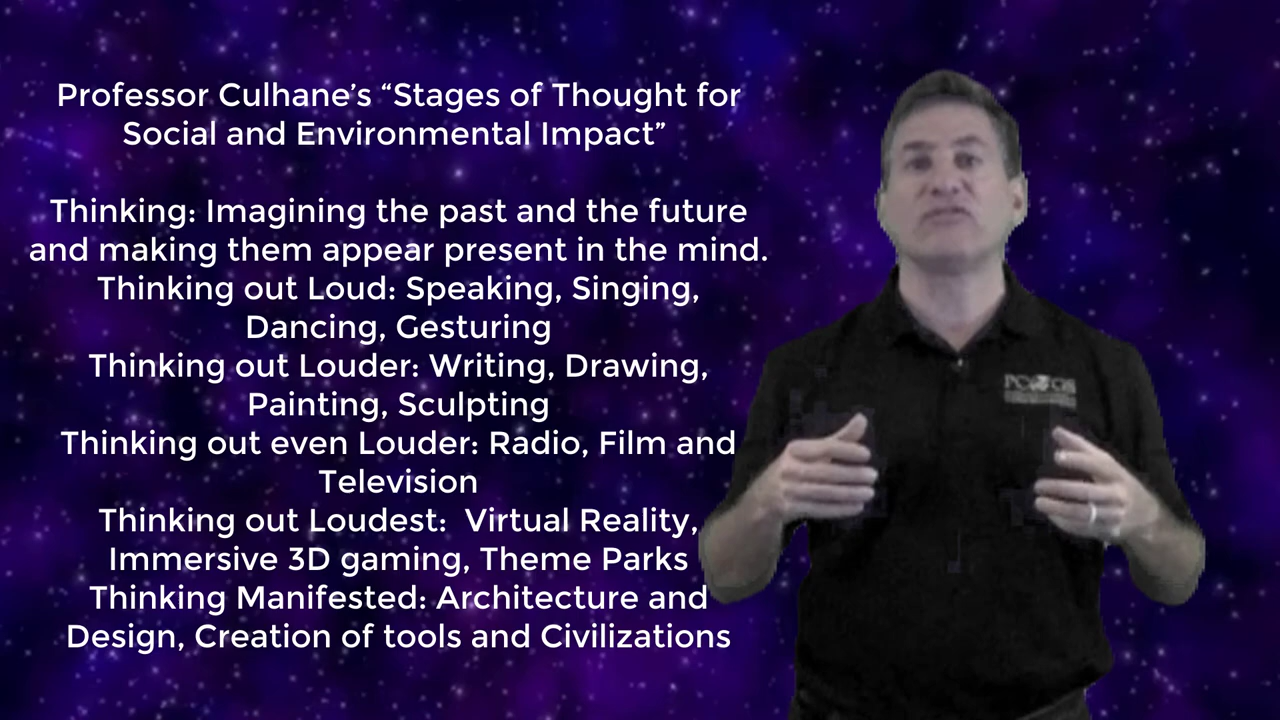 Professor Culhane’s “Stages of Thought for
Social and Environmental Impact”
Thinking: Imagining the past and the future
and making them appear present in the mind.
Thinking out Loud: Speaking, Singing,
Dancing, Gesturing
Thinking out Louder: Writing, Drawing,
Painting, Sculpting
Thinking out even Louder: Radio, Film and
Television
Thinking out Loudest:  Virtual Reality,
Immersive 3D gaming, Theme Parks
Thinking Manifested: Architecture and
Design, Creation of tools and Civilizations